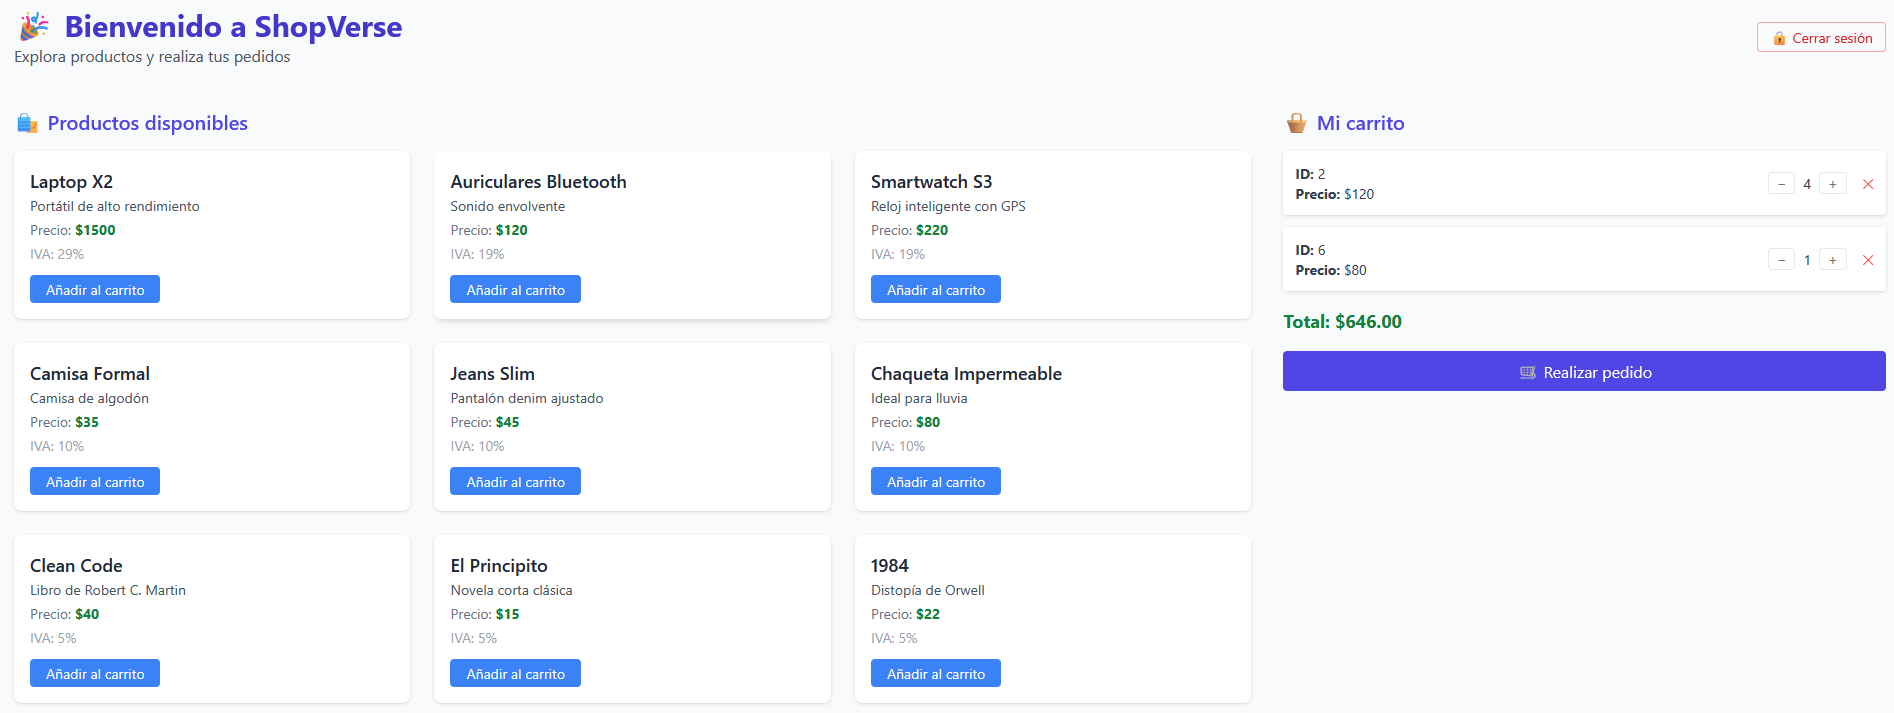 Bienvenido a ShopVerse
Explora productos y realiza tus pedidos
Cerrar sesión
Productos disponibles
Laptop X2
Portátil de alto rendimiento
Precio: $1500
IVA: 29%
Añadir al carrito
Auriculares Bluetooth
Sonido envolvente
Precio: $120
IVA: 19%
Añadir al carrito
Smartwatch S3
Reloj inteligente con GPS
Precio: $220
IVA: 19%
Añadir al carrito
Camisa Formal
Camisa de algodón
Precio: $35
IVA: 10%
Añadir al carrito
Jeans Slim
Pantalón denim ajustado
Precio: $45
IVA: 10%
Añadir al carrito
Chaqueta Impermeable
Ideal para lluvia
Precio: $80
IVA: 10%
Añadir al carrito
Clean Code
Libro de Robert C. Martin
Precio: $40
IVA: 5%
Añadir al carrito
El Principito
Novela corta clásica
Precio: $15
IVA: 5%
Añadir al carrito
1984
Distopía de Orwell
Precio: $22
IVA: 5%
Añadir al carrito
Mi carrito
ID: 2
Precio: $120
− 4 +
ID: 6
Precio: $80
− 1 +
Total: $646.00
Realizar pedido